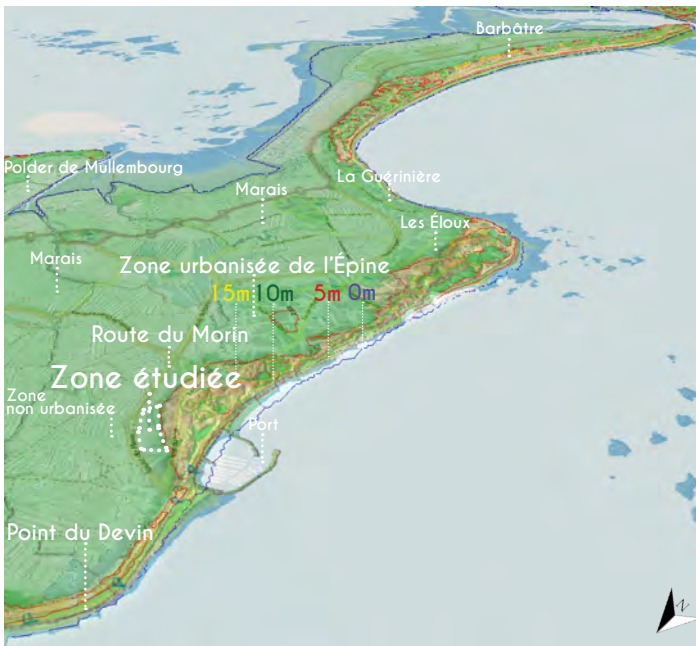 Barbâtre
Polder de Mullembourg
Marais
La Guérinière
Les Éloux
Marais
Zone urbanisée de l'Épine
15m 10m 5m 0m
Route du Morin
Zone étudiée
Zone
non urbanisée
Port
Point du Devin
N